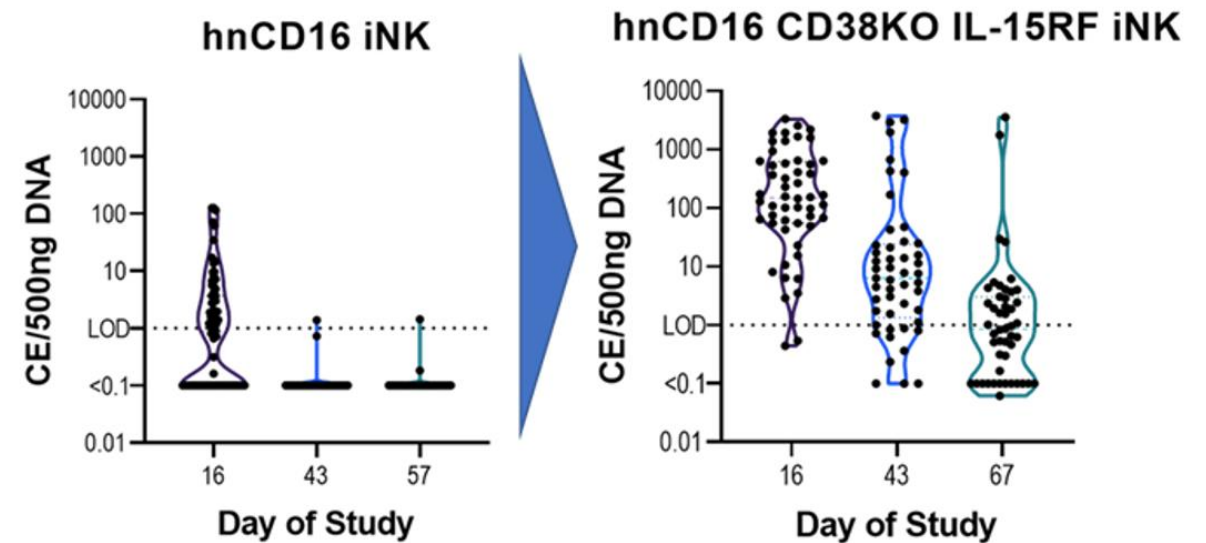 hnCD16 iNK
CE/500ng DNA
10000
1000
100
10
LOD
<0.1
0.01
16
43
57
Day of Study
hnCD16 CD38KO IL-15RF iNK
CE/500ng DNA
10000
1000
100
10
LOD
<0.1
0.01
16
43
67
Day of Study